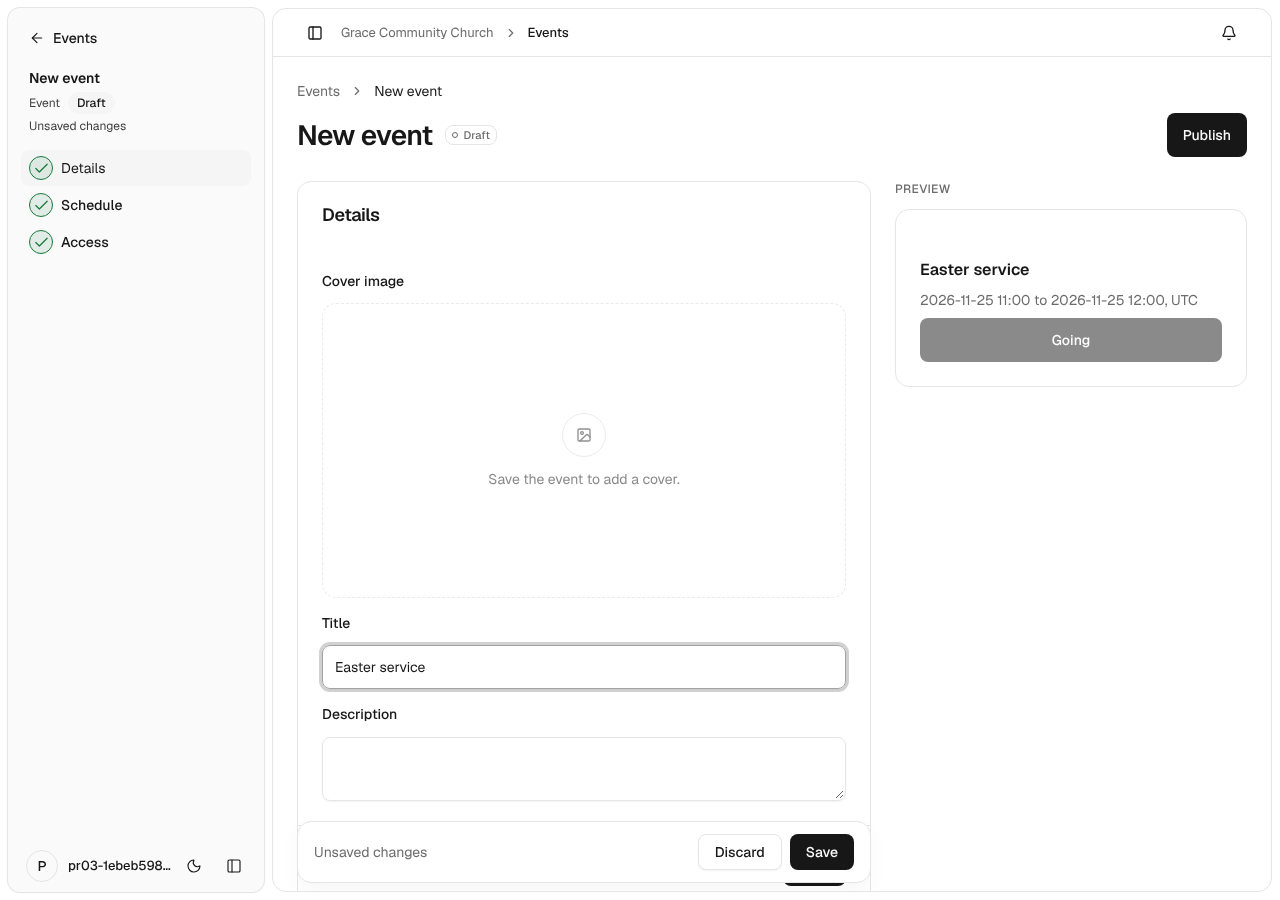 Events
New event
Event Draft
Unsaved changes
Details
Schedule
Access
P pr03-1ebeb598…
Grace Community Church > Events
Events > New event
New event Draft
Publish
Details
Cover image
Save the event to add a cover.
Title
Easter service
Description
Unsaved changes
Discard
Save
PREVIEW
Easter service
2026-11-25 11:00 to 2026-11-25 12:00, UTC
Going